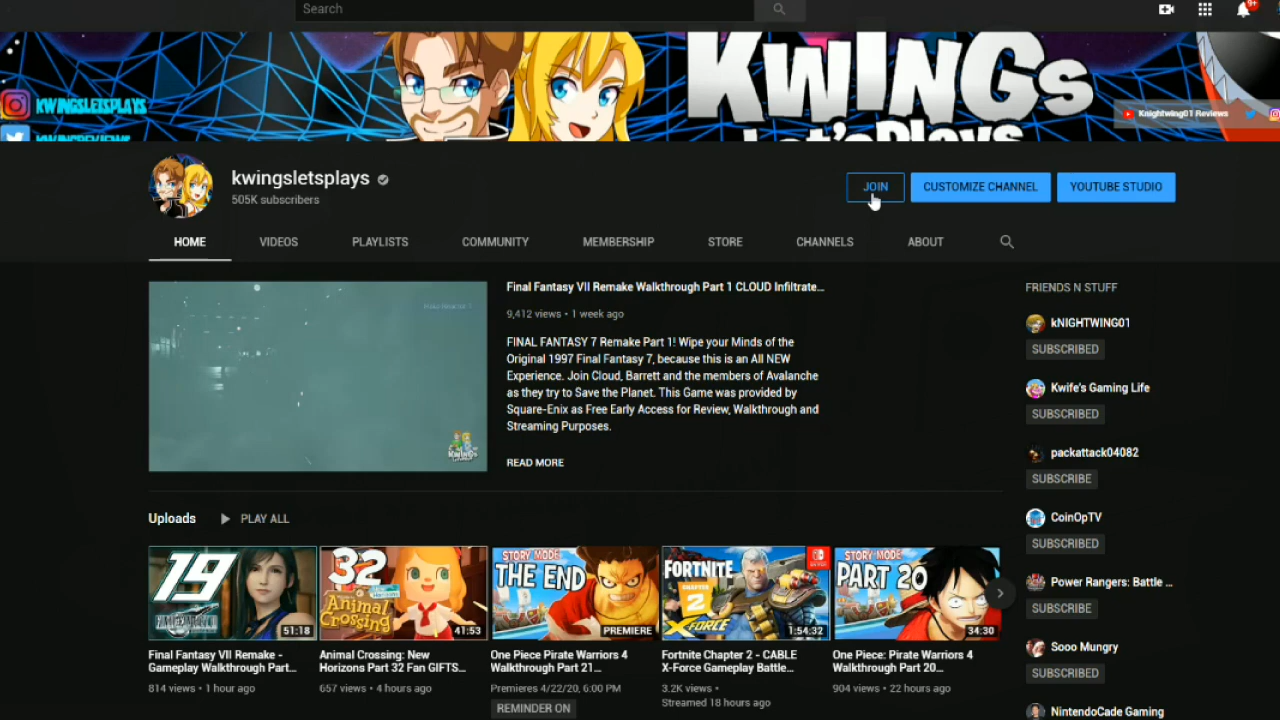 Search
9+
KWINGs
Let's Plays
KWINGSLETSPLAYS
KWINGREVIEWS
Knightwing01 Reviews
kwingsletsplays
505K subscribers
JOIN
CUSTOMIZE CHANNEL
YOUTUBE STUDIO
HOME
VIDEOS
PLAYLISTS
COMMUNITY
MEMBERSHIP
STORE
CHANNELS
ABOUT
Final Fantasy VII Remake Walkthrough Part 1 CLOUD Infiltrate...
9,412 views • 1 week ago
FINAL FANTASY 7 Remake Part 1! Wipe your Minds of the
Original 1997 Final Fantasy 7, because this is an All NEW
Experience. Join Cloud, Barrett and the members of Avalanche
as they try to Save the Planet. This Game was provided by
Square-Enix as Free Early Access for Review, Walkthrough and
Streaming Purposes.
READ MORE
FRIENDS N STUFF
kNIGHTWING01
SUBSCRIBED
Kwife's Gaming Life
SUBSCRIBED
packattack04082
SUBSCRIBE
CoinOpTV
SUBSCRIBED
Power Rangers: Battle ...
SUBSCRIBE
Sooo Mungry
SUBSCRIBED
NintendoCade Gaming
Uploads
PLAY ALL
19
51:18
Final Fantasy VII Remake -
Gameplay Walkthrough Part...
814 views • 1 hour ago
32
Animal
Crossing
41:53
Animal Crossing: New
Horizons Part 32 Fan GIFTS...
657 views • 4 hours ago
STORY MODE
THE END
PREMIERE
One Piece Pirate Warriors 4
Walkthrough Part 21...
Premieres 4/22/20, 6:00 PM
REMINDER ON
FORTNITE
CHAPTER
2
X-FORCE
1:54:32
Fortnite Chapter 2 - CABLE
X-Force Gameplay Battle...
3.2K views •
Streamed 18 hours ago
STORY MODE
PART 20
34:30
One Piece: Pirate Warriors 4
Walkthrough Part 20...
904 views • 22 hours ago